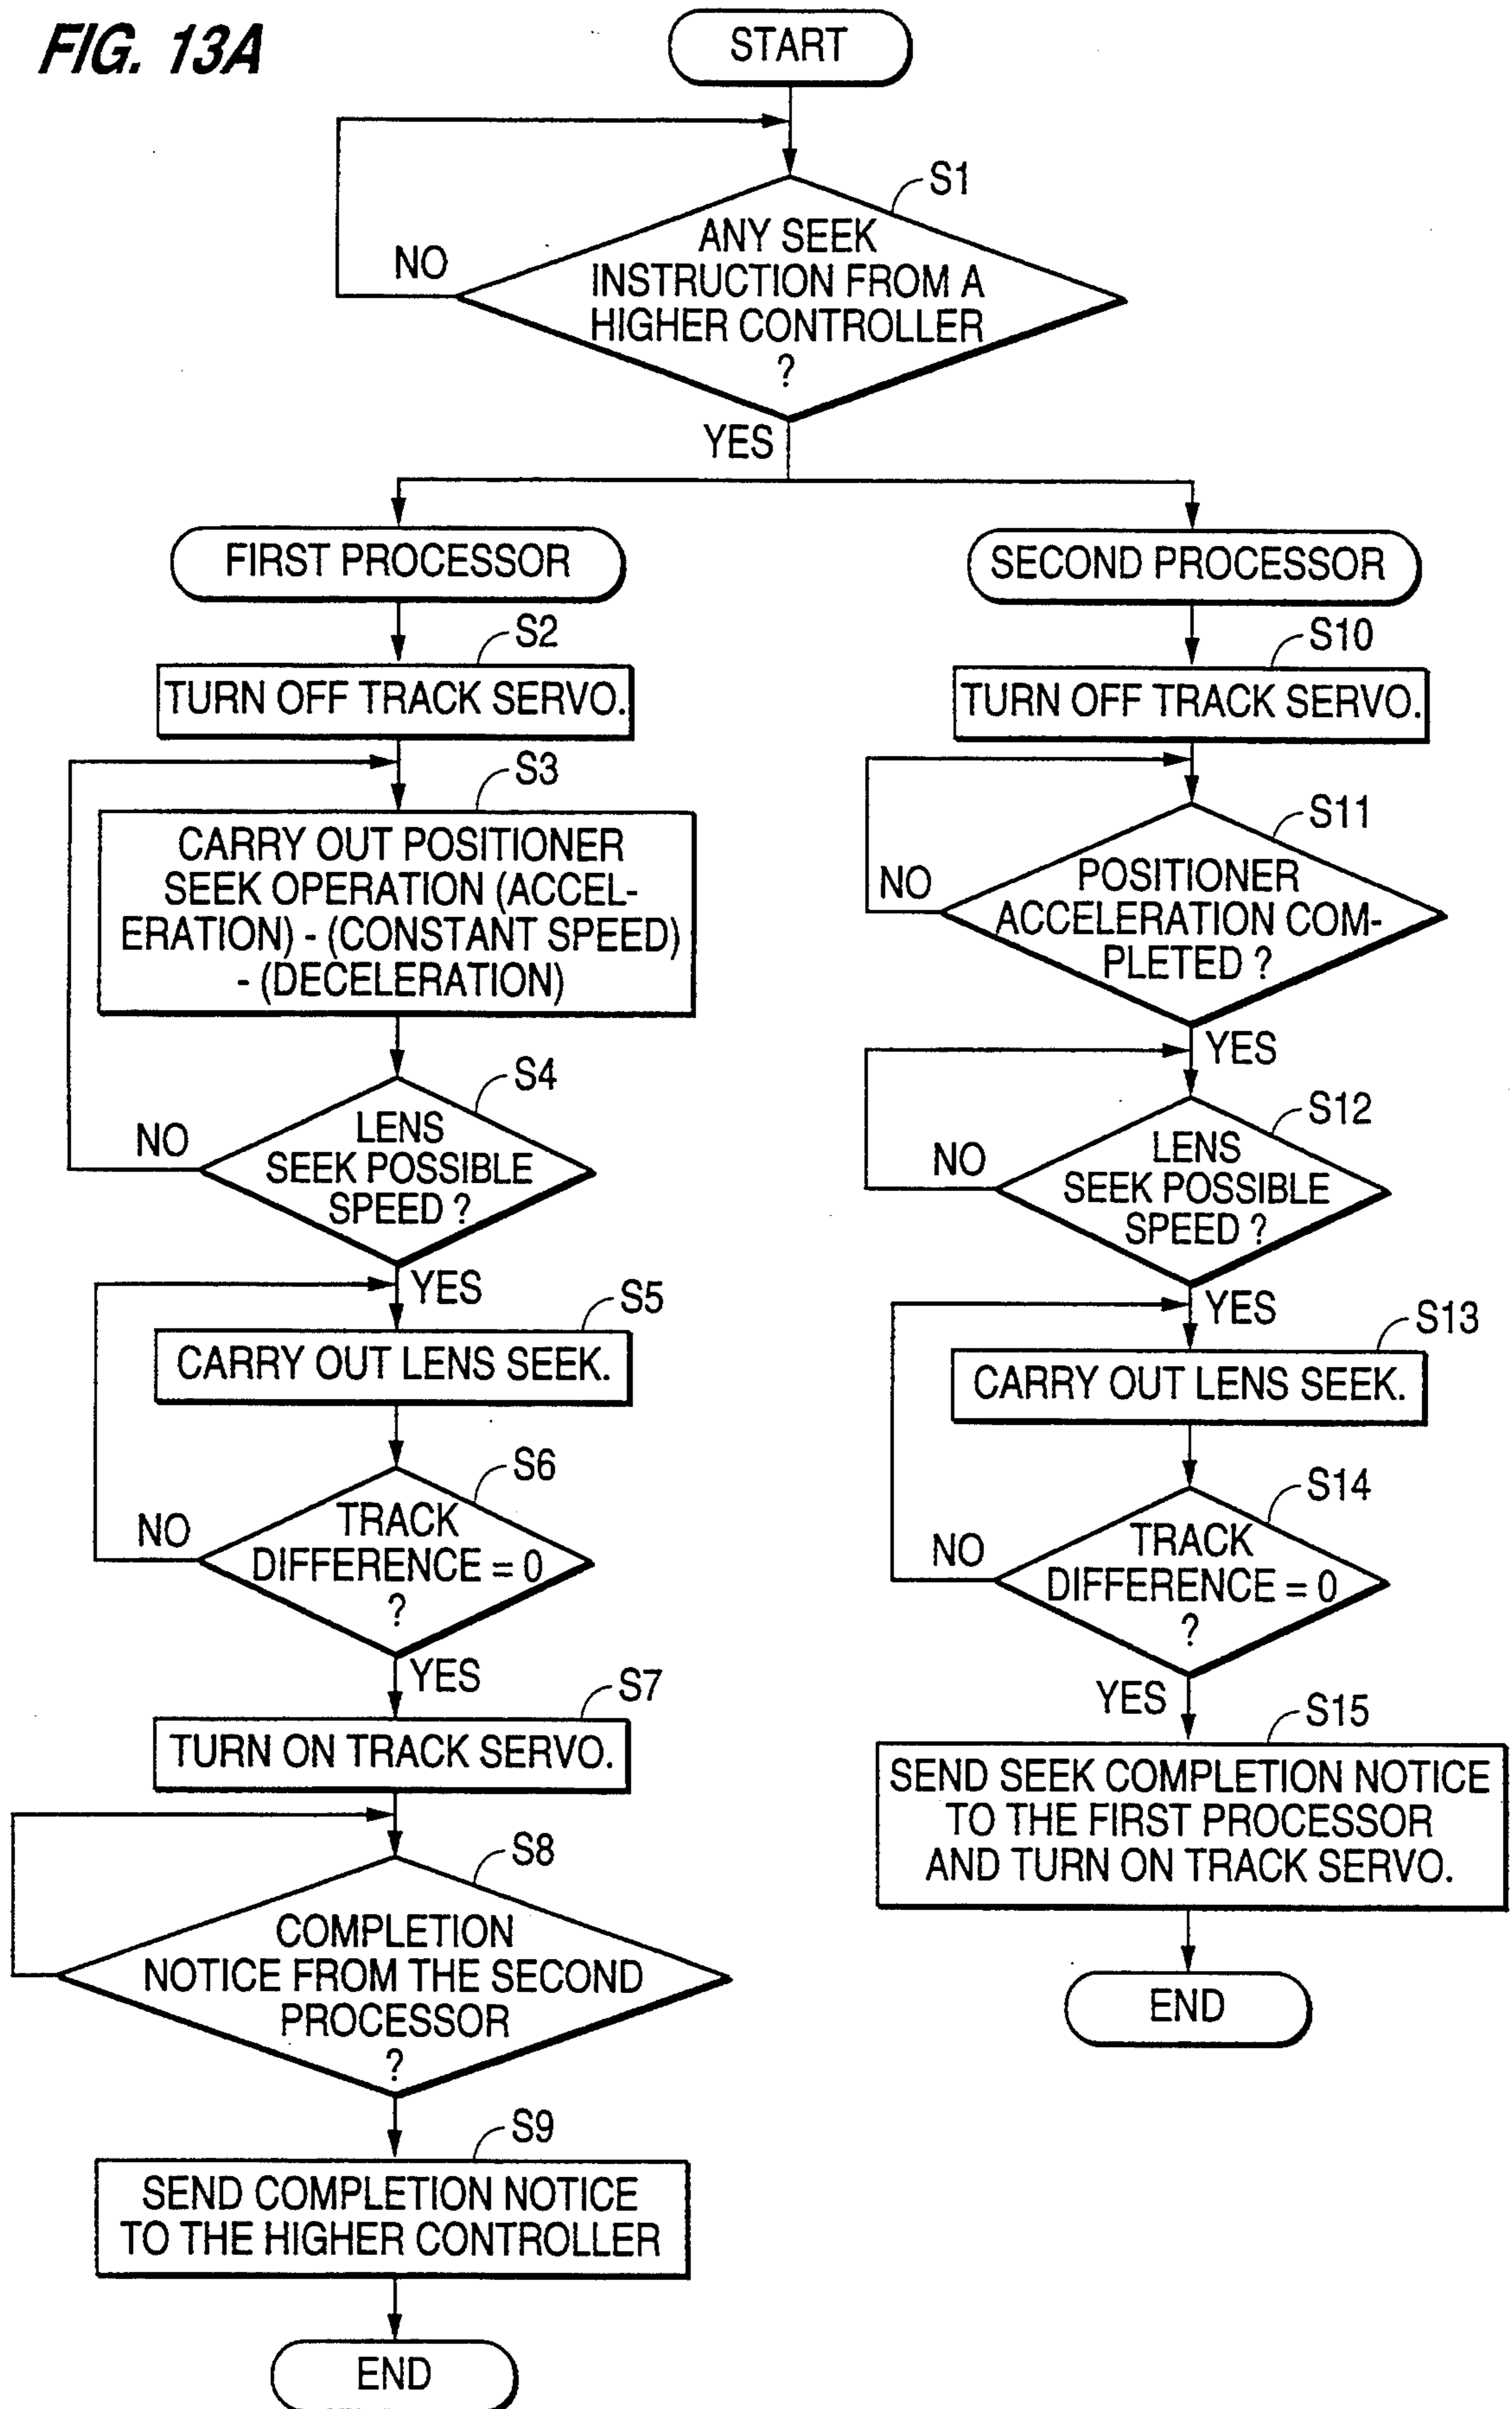 FIG. 13A
START
S1
ANY SEEK
INSTRUCTION FROM A
HIGHER CONTROLLER
?
NO
YES
FIRST PROCESSOR
S2
TURN OFF TRACK SERVO.
S3
CARRY OUT POSITIONER
SEEK OPERATION (ACCEL-
ERATION) - (CONSTANT SPEED)
- (DECELERATION)
S4
LENS
SEEK POSSIBLE
SPEED ?
NO
YES
S5
CARRY OUT LENS SEEK.
S6
TRACK
DIFFERENCE = 0
?
NO
YES
S7
TURN ON TRACK SERVO.
S8
COMPLETION
NOTICE FROM THE SECOND
PROCESSOR
?
S9
SEND COMPLETION NOTICE
TO THE HIGHER CONTROLLER
END
SECOND PROCESSOR
S10
TURN OFF TRACK SERVO.
S11
POSITIONER
ACCELERATION COM-
PLETED ?
NO
YES
S12
LENS
SEEK POSSIBLE
SPEED ?
NO
YES
S13
CARRY OUT LENS SEEK.
S14
TRACK
DIFFERENCE = 0
?
NO
YES
S15
SEND SEEK COMPLETION NOTICE
TO THE FIRST PROCESSOR
AND TURN ON TRACK SERVO.
END